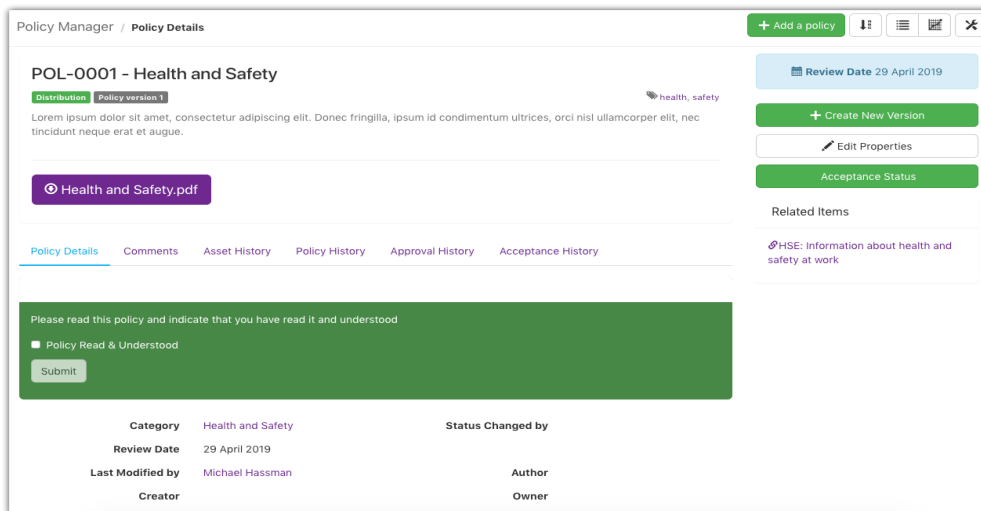 Policy Manager / Policy Details
+ Add a policy
POL-0001 - Health and Safety
Distribution Policy version 1
health, safety
Lorem ipsum dolor sit amet, consectetur adipiscing elit. Donec fringilla, ipsum id condimentum ultrices, orci nisl ullamcorper elit, nec
tincidunt neque erat et augue.
Health and Safety.pdf
Review Date 29 April 2019
+ Create New Version
Edit Properties
Acceptance Status
Related Items
HSE: Information about health and
safety at work
Policy Details Comments Asset History Policy History Approval History Acceptance History
Please read this policy and indicate that you have read it and understood
Policy Read & Understood
Submit
Category Health and Safety Status Changed by
Review Date 29 April 2019
Last Modified by Michael Hassman Author
Creator Owner